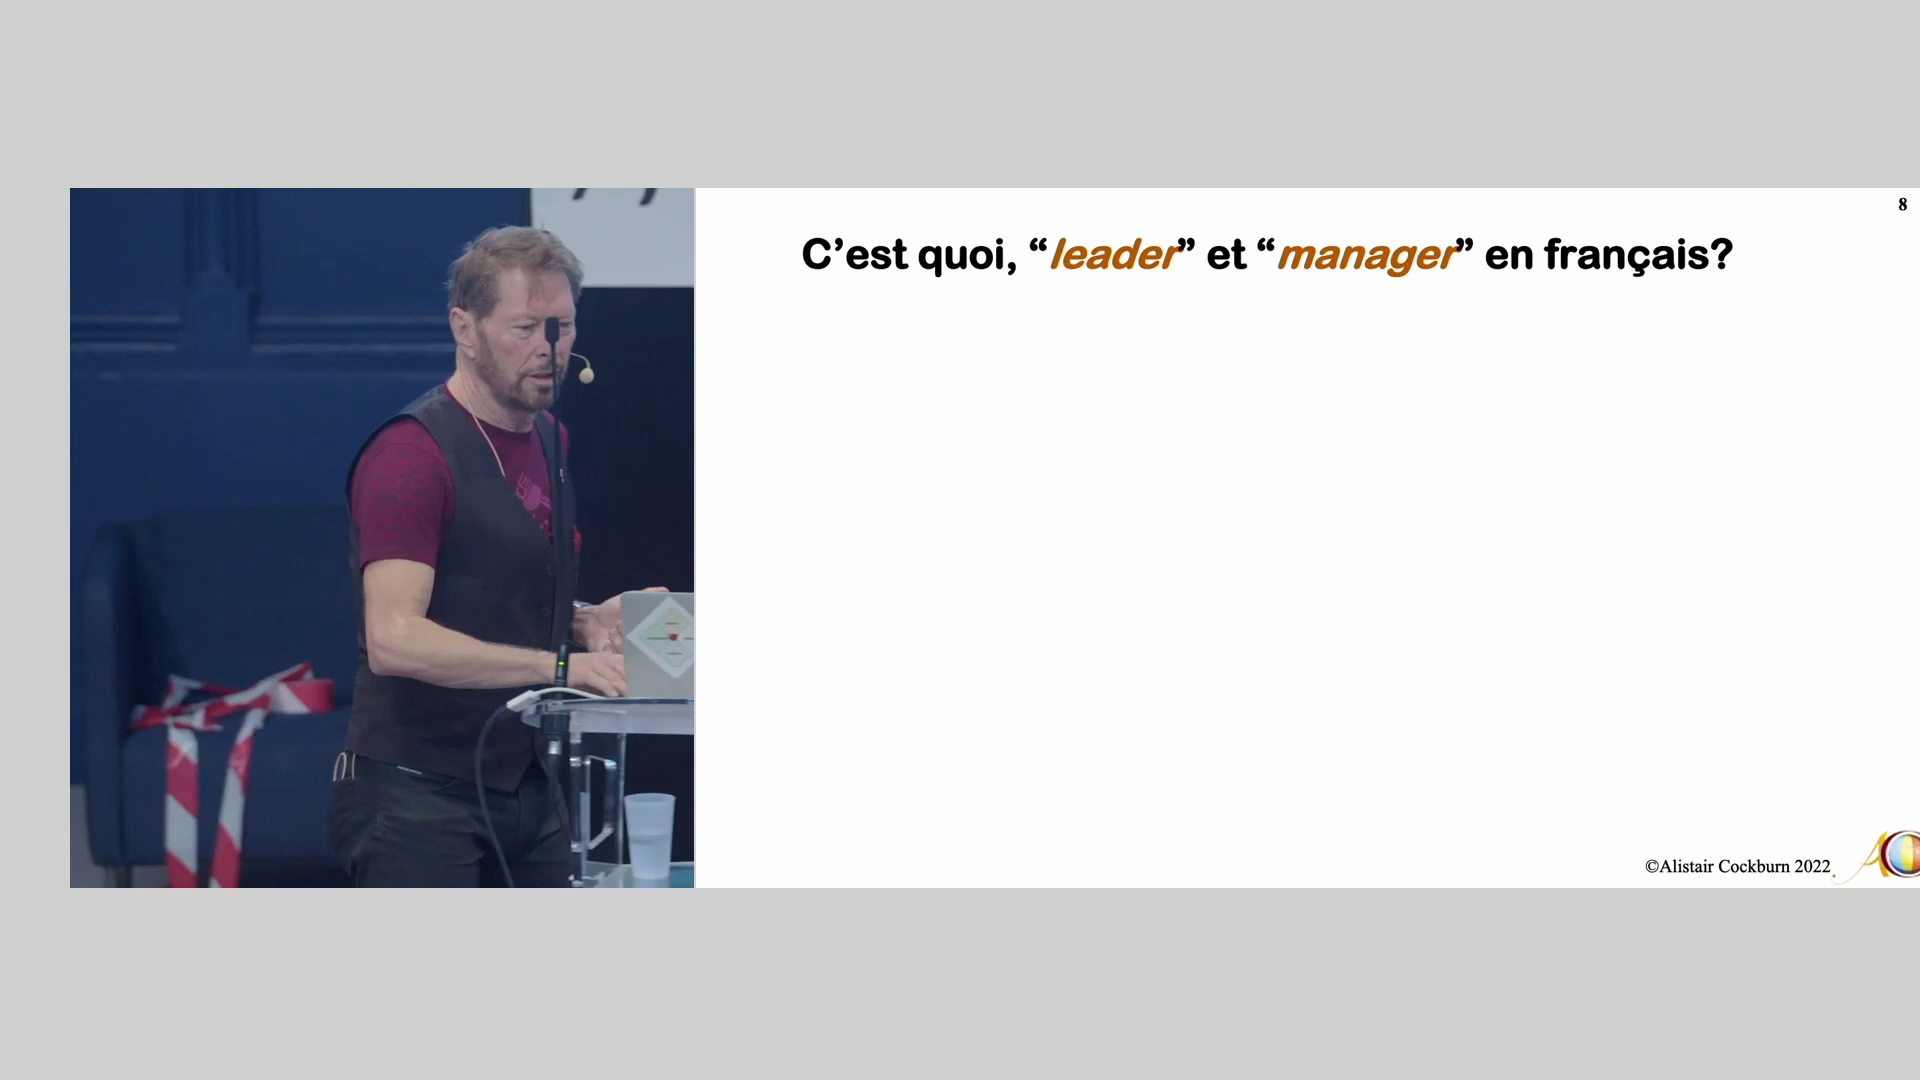 8
C’est quoi, “leader” et “manager” en français?
©Alistair Cockburn 2022